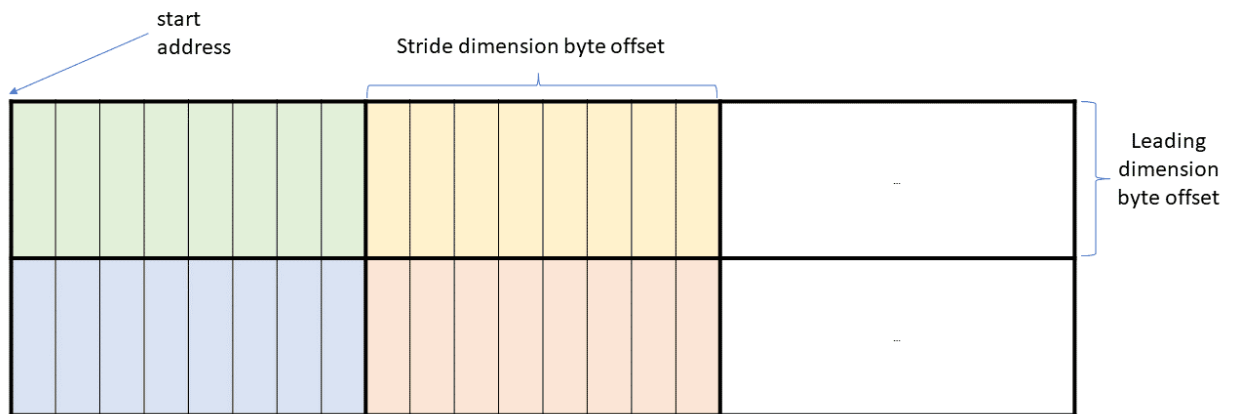 start
address
Stride dimension byte offset
Leading
dimension
byte offset
...
...